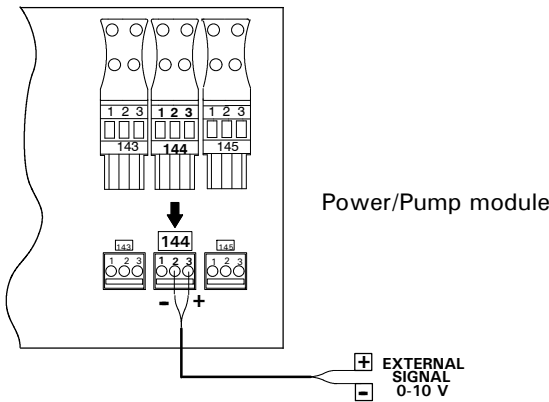 1 2 3 1 2 3 1 2 3
143 144 145
Power/Pump module
143 144 145
1 2 3 1 2 3 1 2 3
- +
+ EXTERNAL
SIGNAL
- 0-10 V